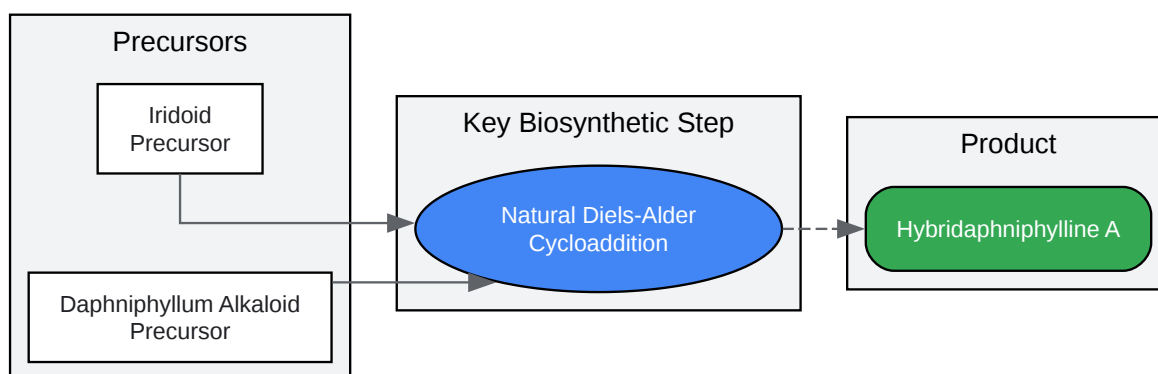 Precursors
Iridoid
Precursor
Daphniphyllum Alkaloid
Precursor
Key Biosynthetic Step
Natural Diels-Alder
Cycloaddition
Product
Hybridaphniphylline A